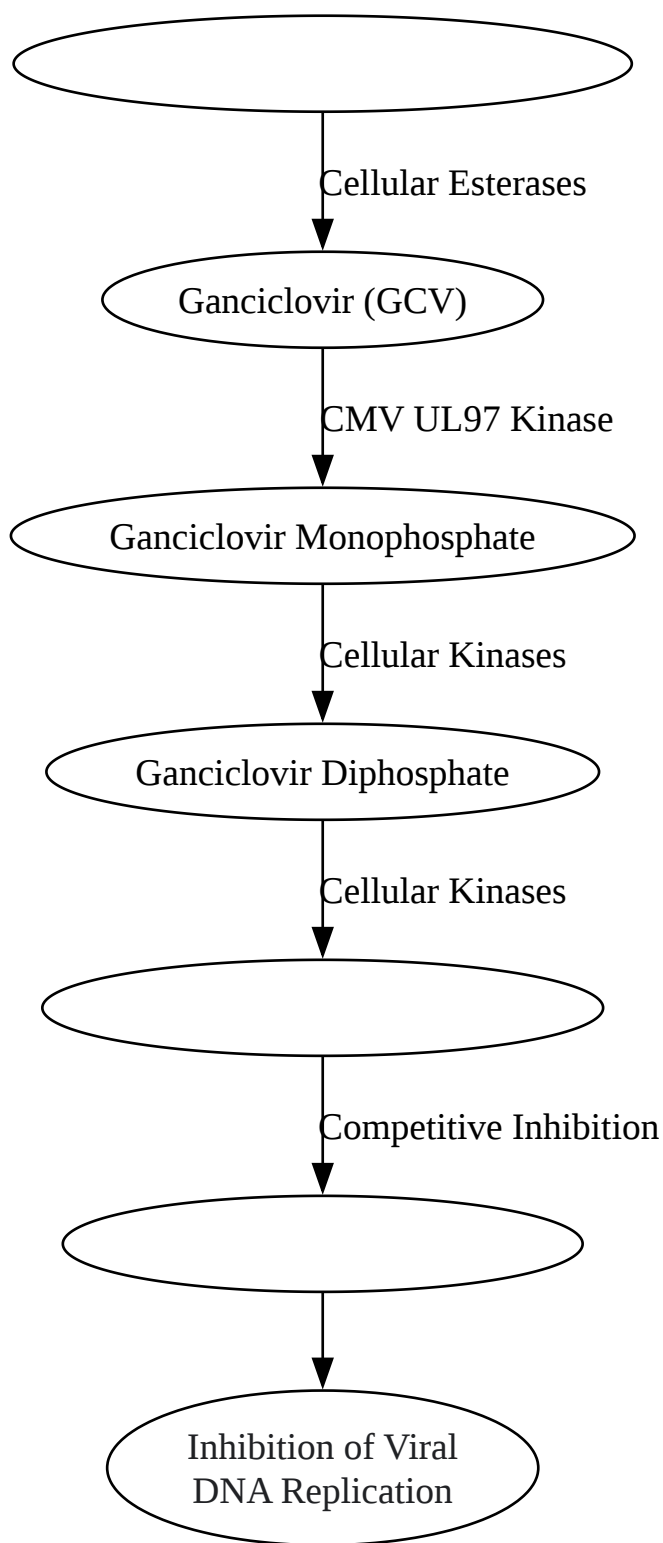 Cellular Esterases
Ganciclovir (GCV)
CMV UL97 Kinase
Ganciclovir Monophosphate
Cellular Kinases
Ganciclovir Diphosphate
Cellular Kinases
Competitive Inhibition
Inhibition of Viral
DNA Replication